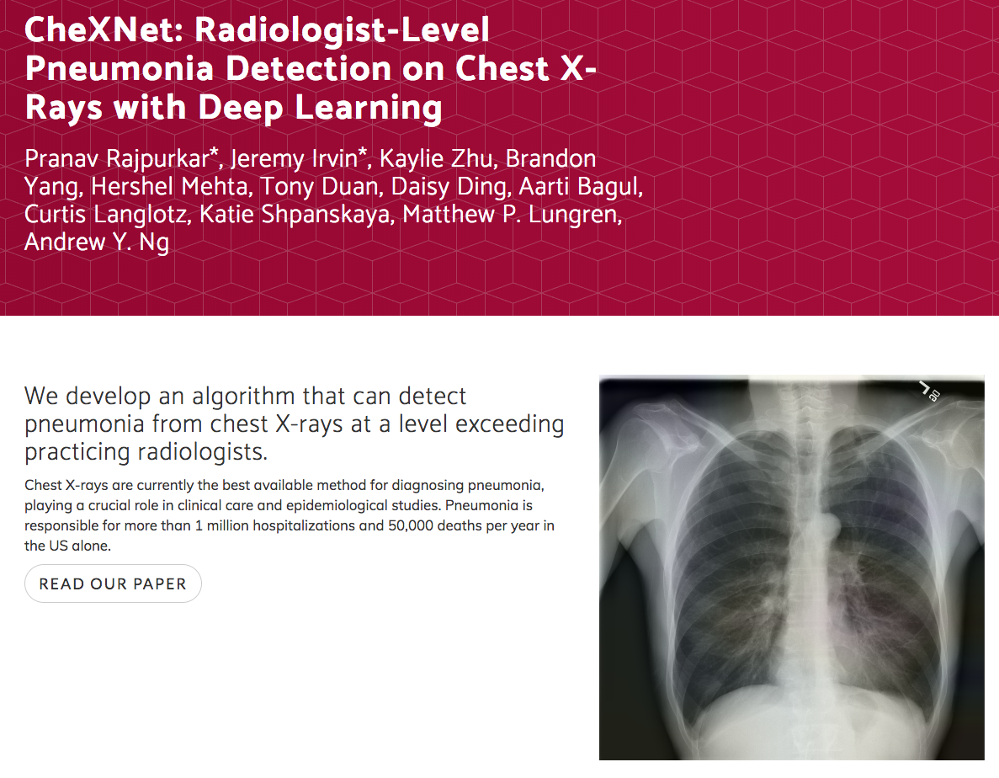 CheXNet: Radiologist-Level
Pneumonia Detection on Chest X-
Rays with Deep Learning
Pranav Rajpurkar*, Jeremy Irvin*, Kaylie Zhu, Brandon
Yang, Hershel Mehta, Tony Duan, Daisy Ding, Aarti Bagul,
Curtis Langlotz, Katie Shpanskaya, Matthew P. Lungren,
Andrew Y. Ng
We develop an algorithm that can detect
pneumonia from chest X-rays at a level exceeding
practicing radiologists.
Chest X-rays are currently the best available method for diagnosing pneumonia,
playing a crucial role in clinical care and epidemiological studies. Pneumonia is
responsible for more than 1 million hospitalizations and 50,000 deaths per year in
the US alone.
READ OUR PAPER